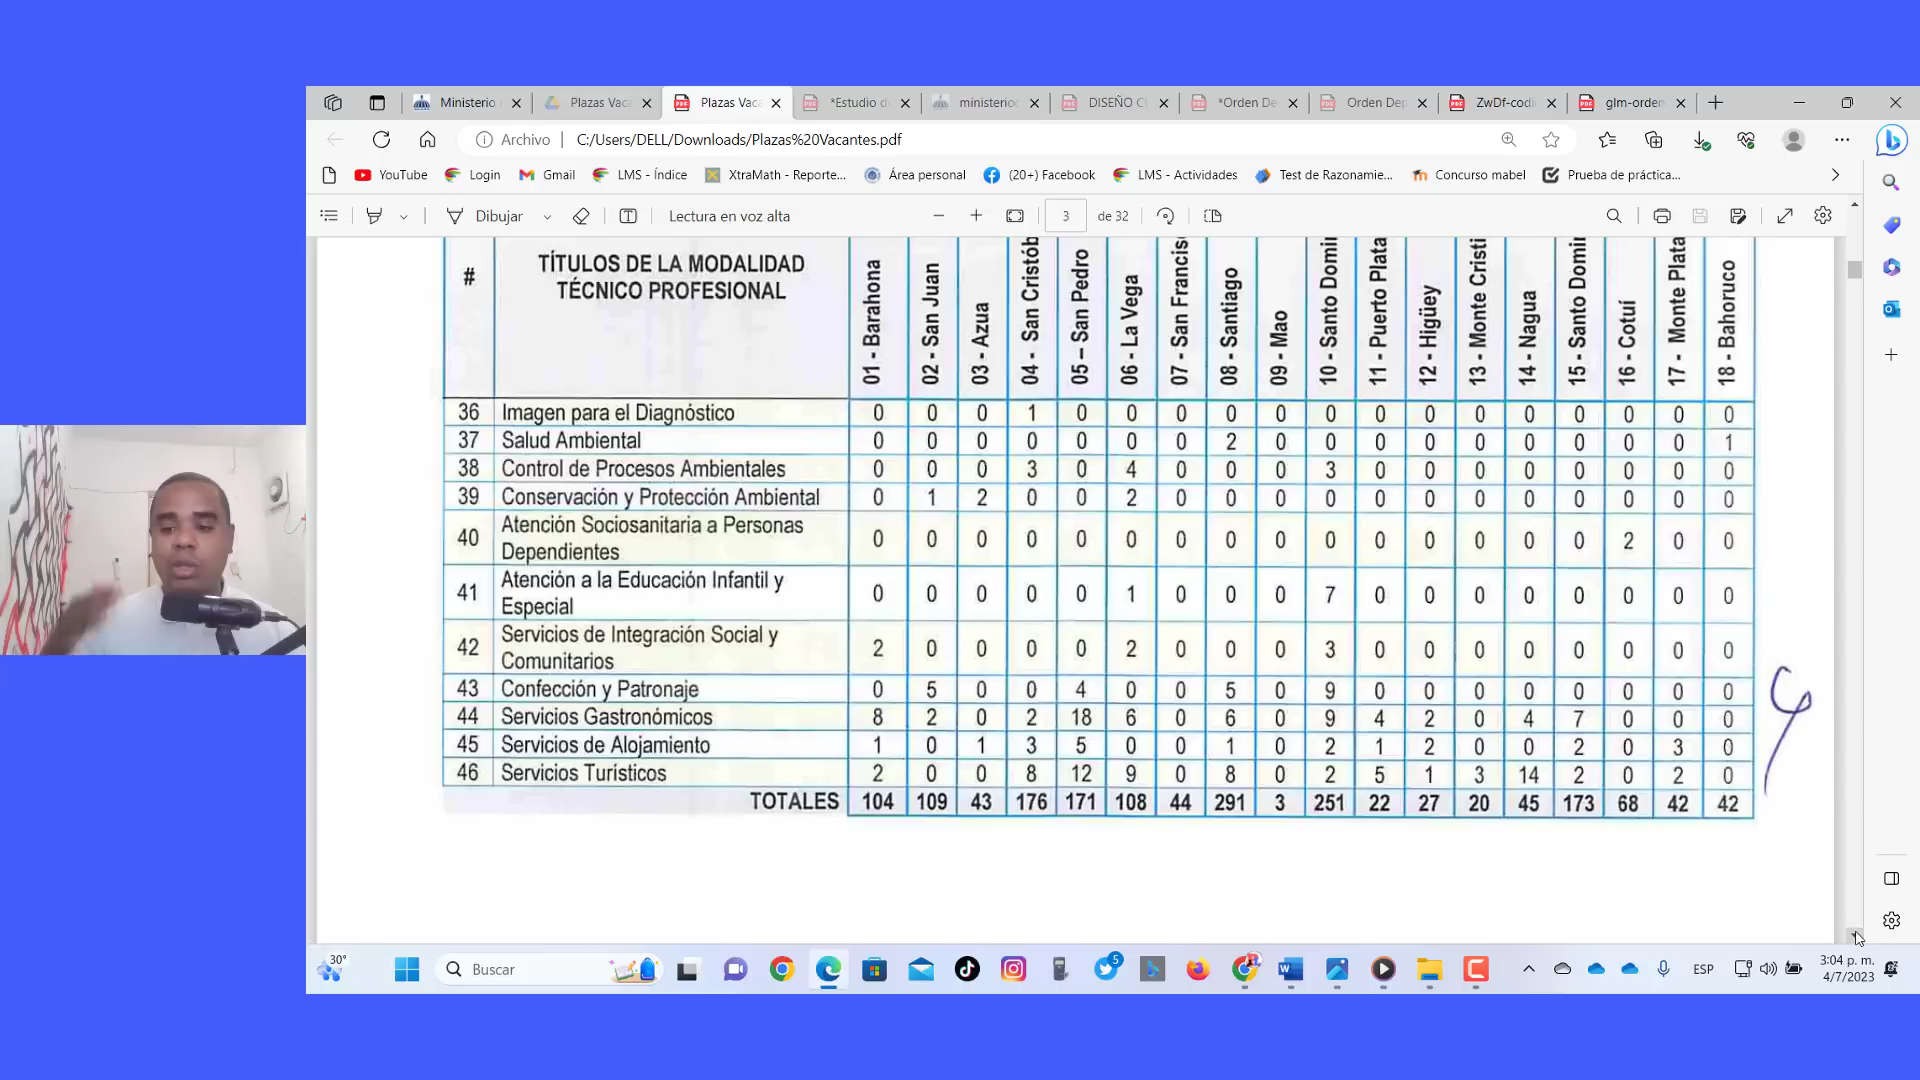 Ministerio
Plazas Vaca
Plazas Vaca
*Estudio d
ministerio
DISEÑO C
*Orden De
Orden Dep
ZwDf-codi
glm-orden
Archivo | C:/Users/DELL/Downloads/Plazas%20Vacantes.pdf
YouTube Login Gmail LMS - Índice XtraMath - Reporte... Área personal (20+) Facebook LMS - Actividades Test de Razonamie... Concurso mabel Prueba de práctica...
Dibujar Lectura en voz alta 3 de 32
# TÍTULOS DE LA MODALIDAD
TÉCNICO PROFESIONAL
01 - Barahona
02 - San Juan
03 - Azua
04 - San Cristób
05 – San Pedro
06 - La Vega
07 - San Francis
08 - Santiago
09 - Mao
10 - Santo Domin
11 - Puerto Plata
12 - Higüey
13 - Monte Cristi
14 - Nagua
15 - Santo Domin
16 - Cotuí
17 - Monte Plata
18 - Bahoruco
36 Imagen para el Diagnóstico 0 0 0 1 0 0 0 0 0 0 0 0 0 0 0 0 0 0
37 Salud Ambiental 0 0 0 0 0 0 0 2 0 0 0 0 0 0 0 0 0 1
38 Control de Procesos Ambientales 0 0 0 3 0 4 0 0 0 3 0 0 0 0 0 0 0 0
39 Conservación y Protección Ambiental 0 1 2 0 0 2 0 0 0 0 0 0 0 0 0 0 0 0
40 Atención Sociosanitaria a Personas
Dependientes 0 0 0 0 0 0 0 0 0 0 0 0 0 0 0 2 0 0
41 Atención a la Educación Infantil y
Especial 0 0 0 0 0 1 0 0 0 7 0 0 0 0 0 0 0 0
42 Servicios de Integración Social y
Comunitarios 2 0 0 0 0 2 0 0 0 3 0 0 0 0 0 0 0 0
43 Confección y Patronaje 0 5 0 0 4 0 0 5 0 9 0 0 0 0 0 0 0 0
44 Servicios Gastronómicos 8 2 0 2 18 6 0 6 0 9 4 2 0 4 7 0 0 0
45 Servicios de Alojamiento 1 0 1 3 5 0 0 1 0 2 1 2 0 0 2 0 3 0
46 Servicios Turísticos 2 0 0 8 12 9 0 8 0 2 5 1 3 14 2 0 2 0
TOTALES 104 109 43 176 171 108 44 291 3 251 22 27 20 45 173 68 42 42
30°
Buscar
5
ESP
3:04 p. m.
4/7/2023